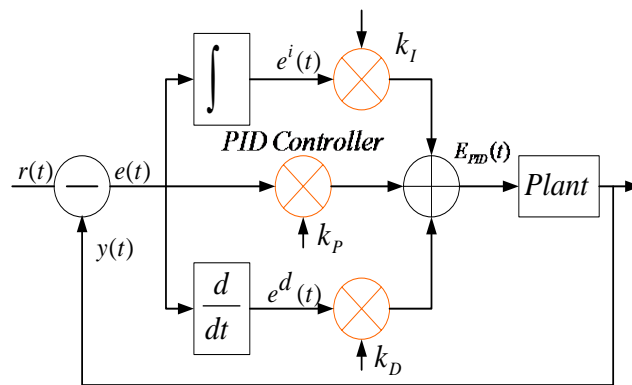 ∫
e^i(t)
k_I
PID Controller
r(t)
−
e(t)
E_PID(t)
Plant
k_P
y(t)
d/dt
e^d(t)
k_D